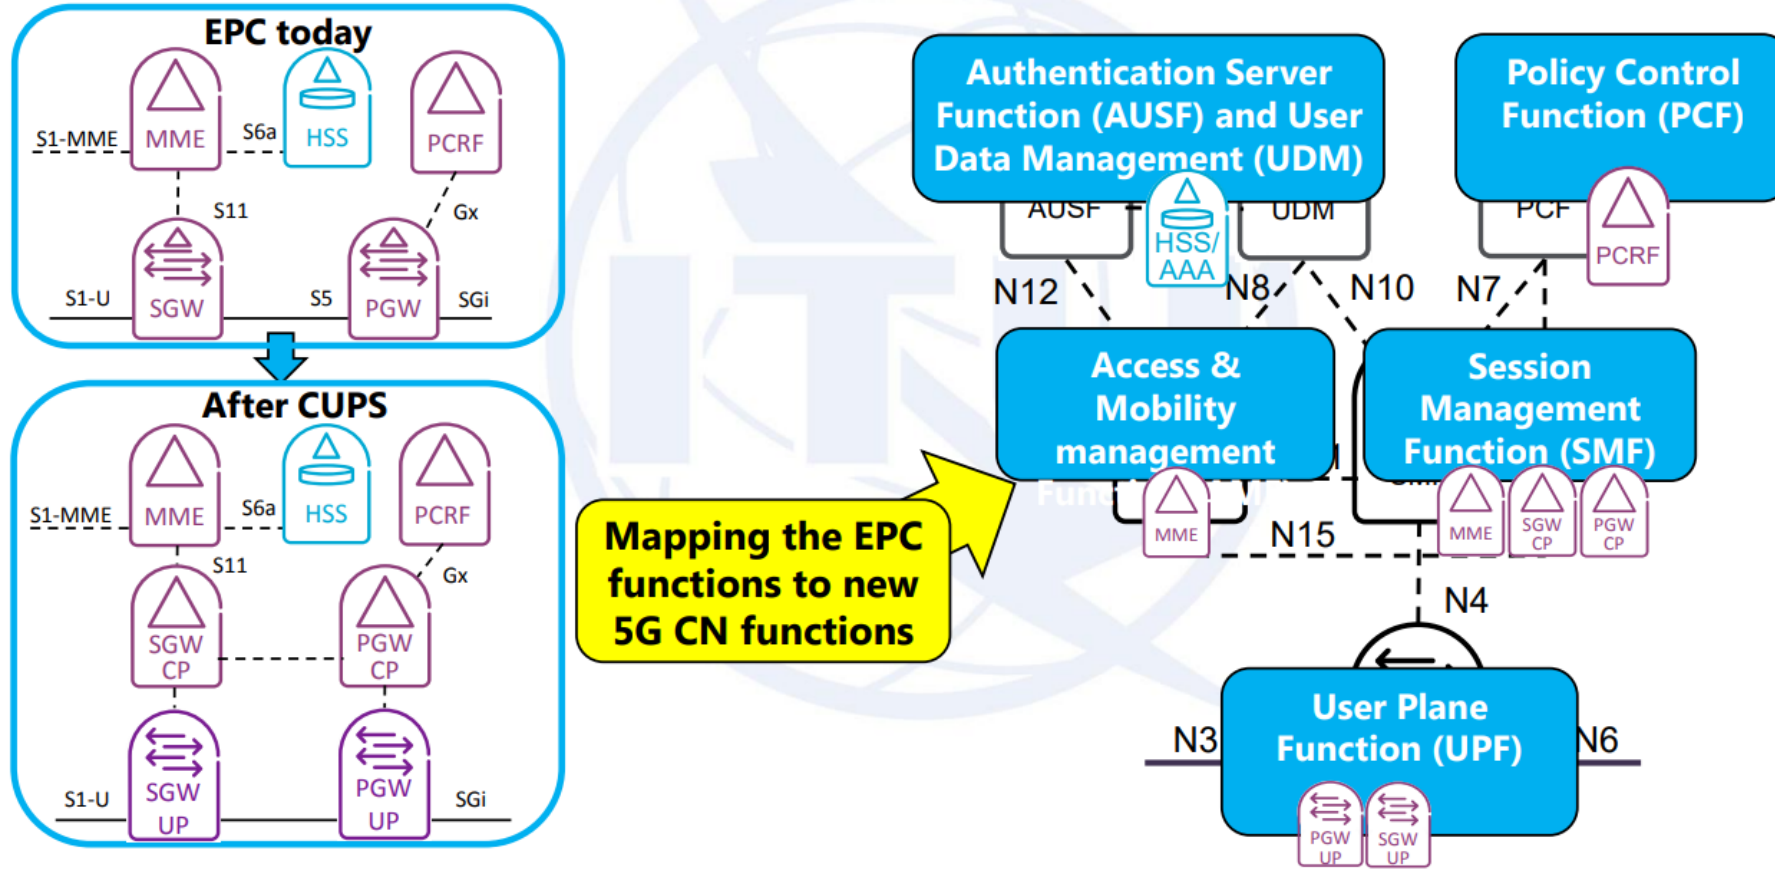 EPC today
MME
HSS
PCRF
S1-MME
S6a
S11
Gx
S1-U
SGW
S5
PGW
SGi
After CUPS
MME
HSS
PCRF
S1-MME
S6a
S11
Gx
SGW
CP
PGW
CP
S1-U
SGW
UP
PGW
UP
SGi
Mapping the EPC
functions to new
5G CN functions
Authentication Server
Function (AUSF) and User
Data Management (UDM)
AUSF
HSS/
AAA
UDM
Policy Control
Function (PCF)
PCF
PCRF
N12
N8
N10
N7
Access &
Mobility
management
MME
Session
Management
Function (SMF)
MME
SGW
CP
PGW
CP
N15
N4
User Plane
Function (UPF)
N3
N6
PGW
UP
SGW
UP
ITU